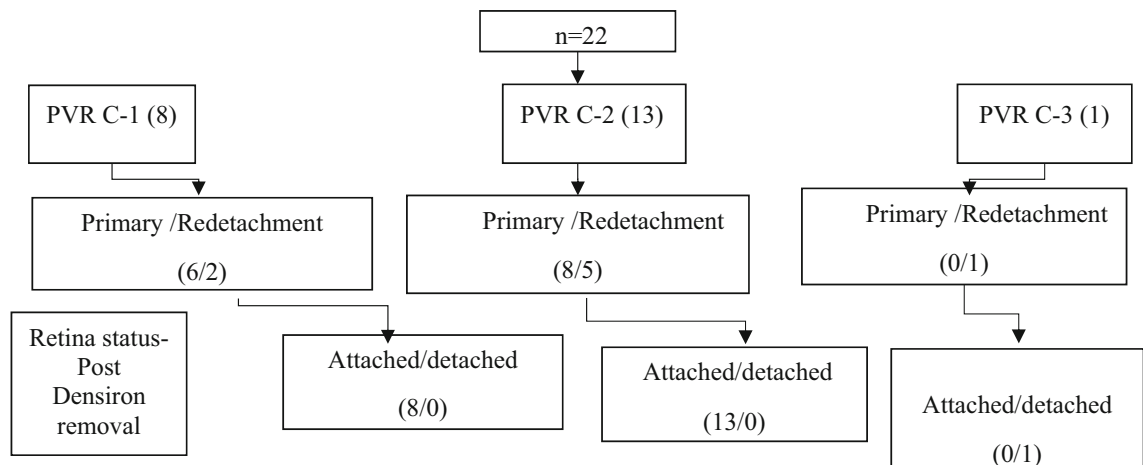 n=22
PVR C-1 (8)
PVR C-2 (13)
PVR C-3 (1)
Primary /Redetachment
(6/2)
Primary /Redetachment
(8/5)
Primary /Redetachment
(0/1)
Retina status-
Post
Densiron
removal
Attached/detached
(8/0)
Attached/detached
(13/0)
Attached/detached
(0/1)